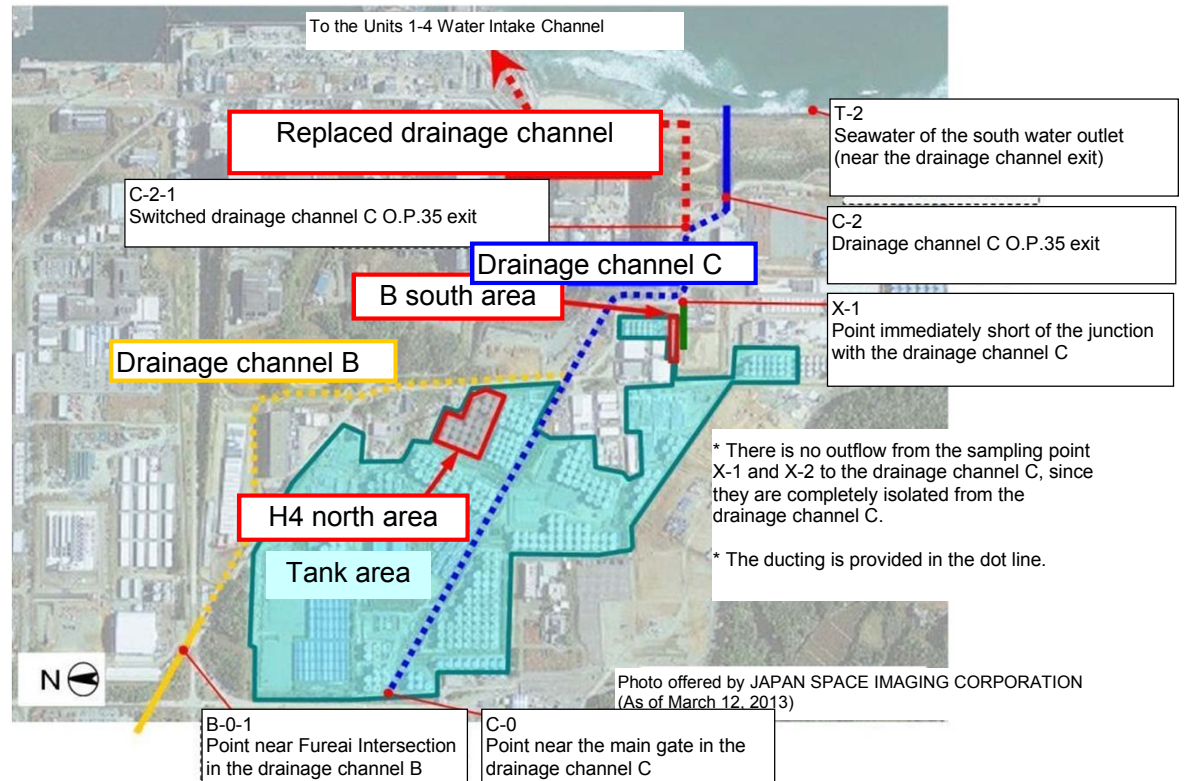 To the Units 1-4 Water Intake Channel
Replaced drainage channel
T-2
Seawater of the south water outlet
(near the drainage channel exit)
C-2-1
Switched drainage channel C O.P.35 exit
C-2
Drainage channel C O.P.35 exit
Drainage channel C
B south area
X-1
Point immediately short of the junction
with the drainage channel C
Drainage channel B
* There is no outflow from the sampling point
X-1 and X-2 to the drainage channel C, since
they are completely isolated from the
drainage channel C.
* The ducting is provided in the dot line.
H4 north area
Tank area
N
Photo offered by JAPAN SPACE IMAGING CORPORATION
(As of March 12, 2013)
B-0-1
Point near Fureai Intersection
in the drainage channel B
C-0
Point near the main gate in the
drainage channel C